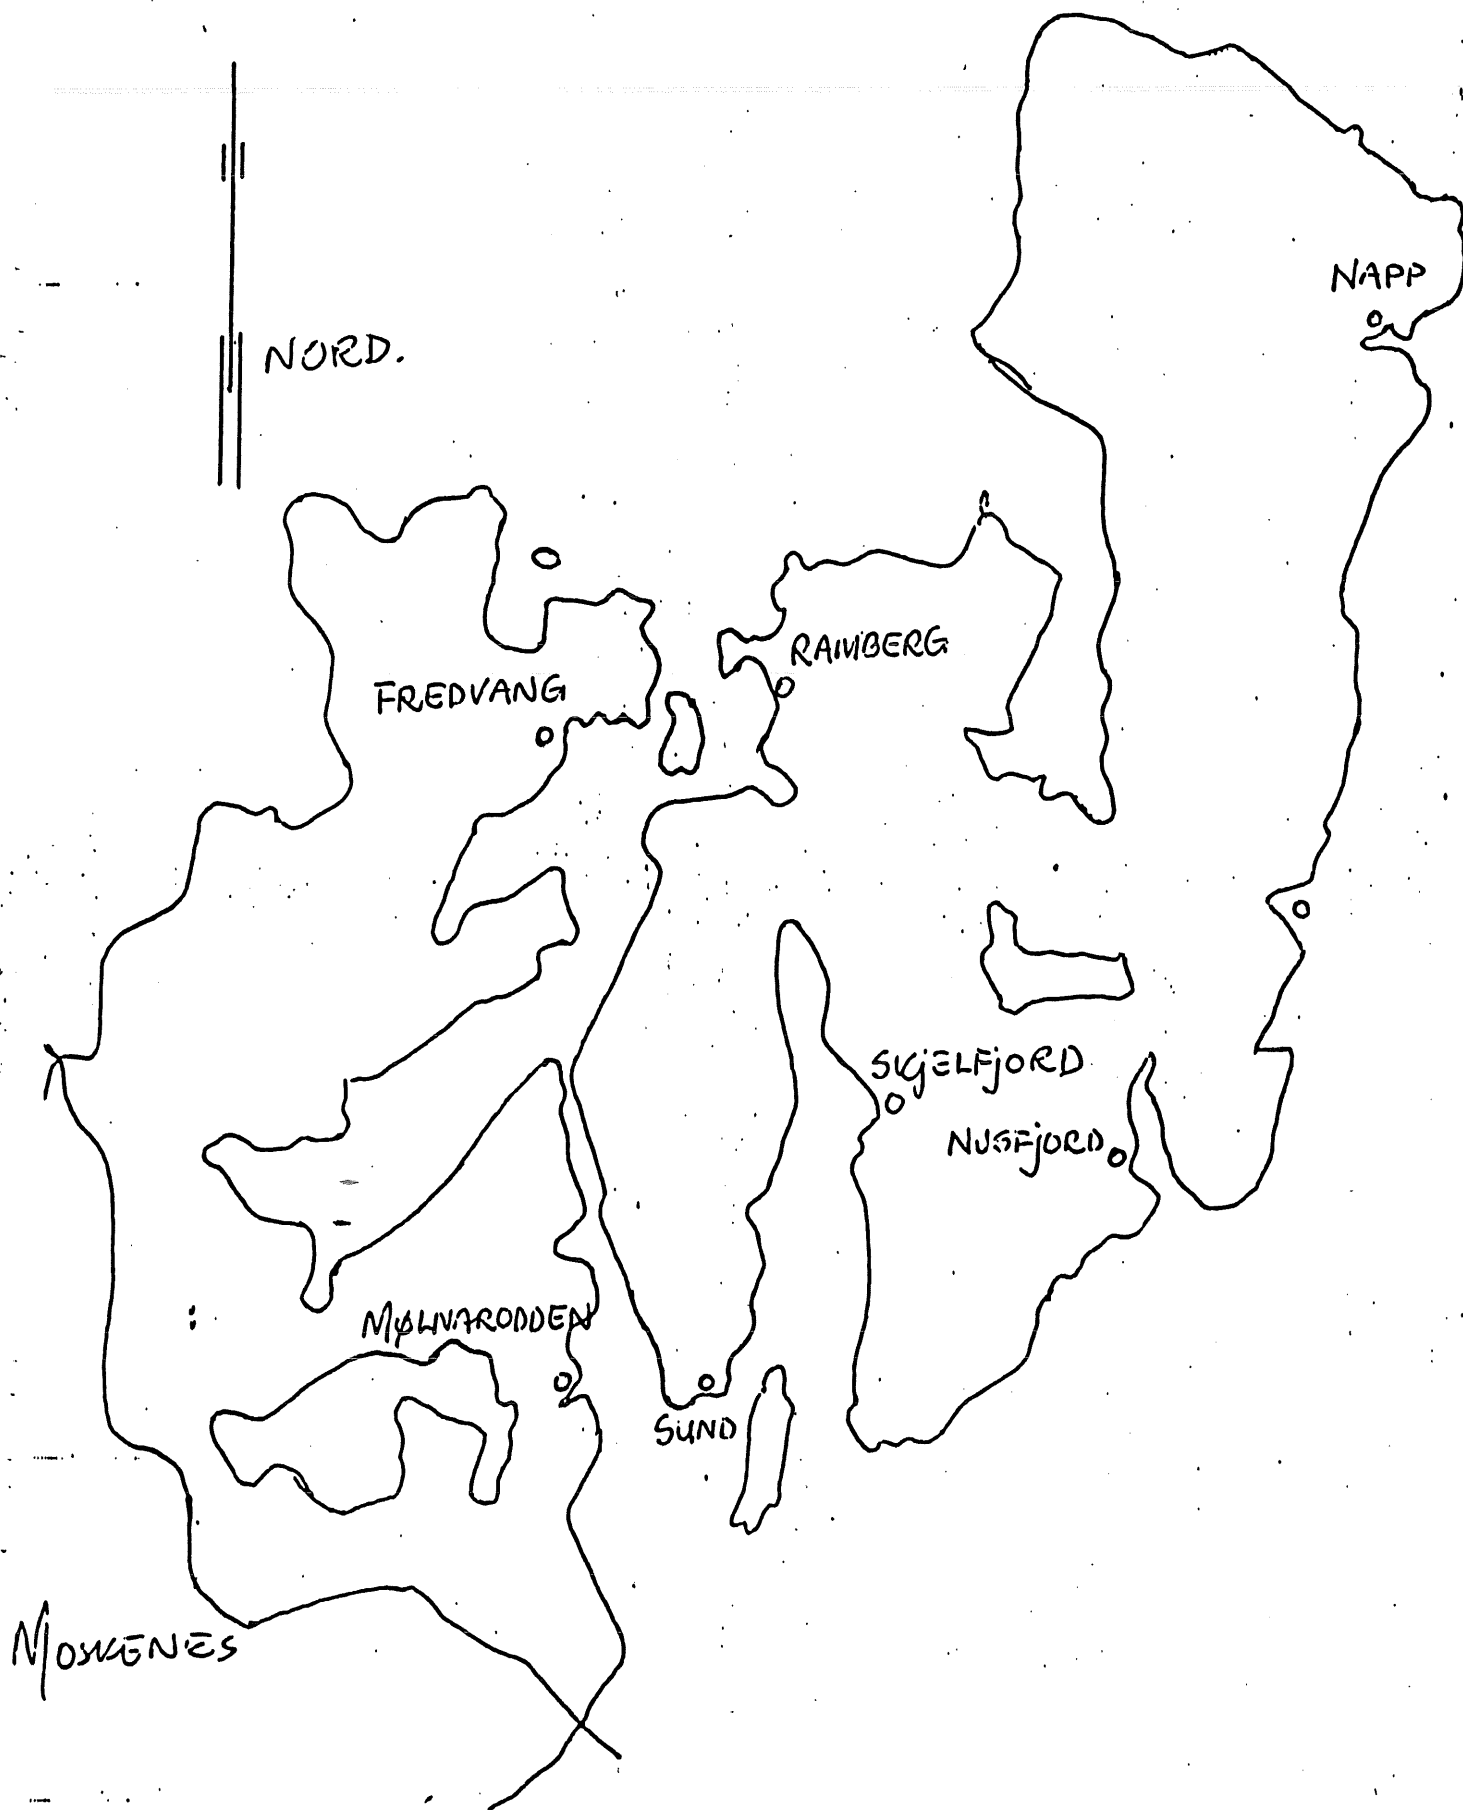 NAPP
NORD.
RAMBERG
FREDVANG
SKjELFjORD
NUSFjORD
MØLNARODDEN
SUND
MOSKENES